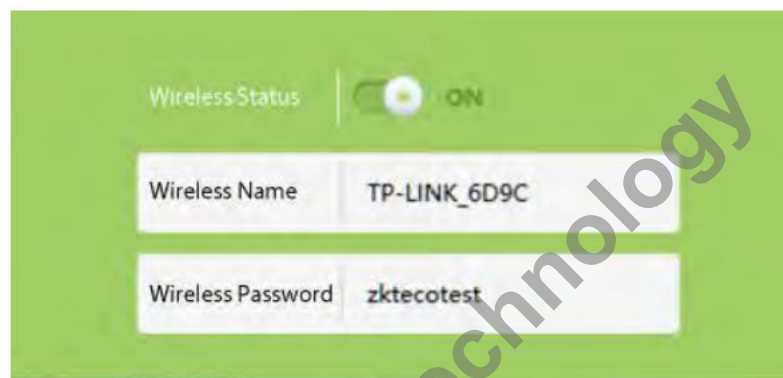 Wireless Status ON
Wireless Name TP-LINK_6D9C
Wireless Password zktecotest